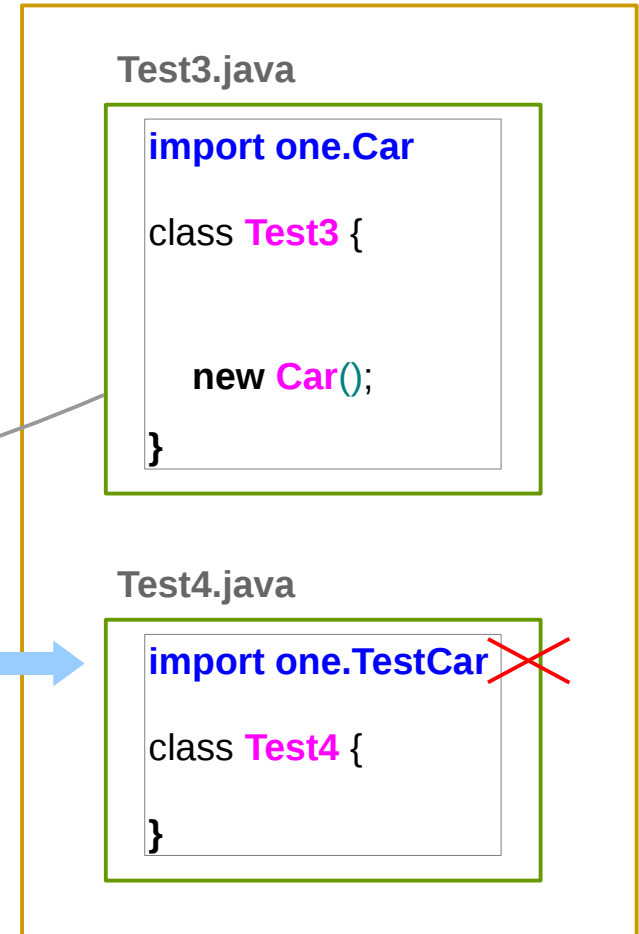 Test3.java
import one.Car
class Test3 {
new Car();
}
Test4.java
import one.TestCar
class Test4 {
}